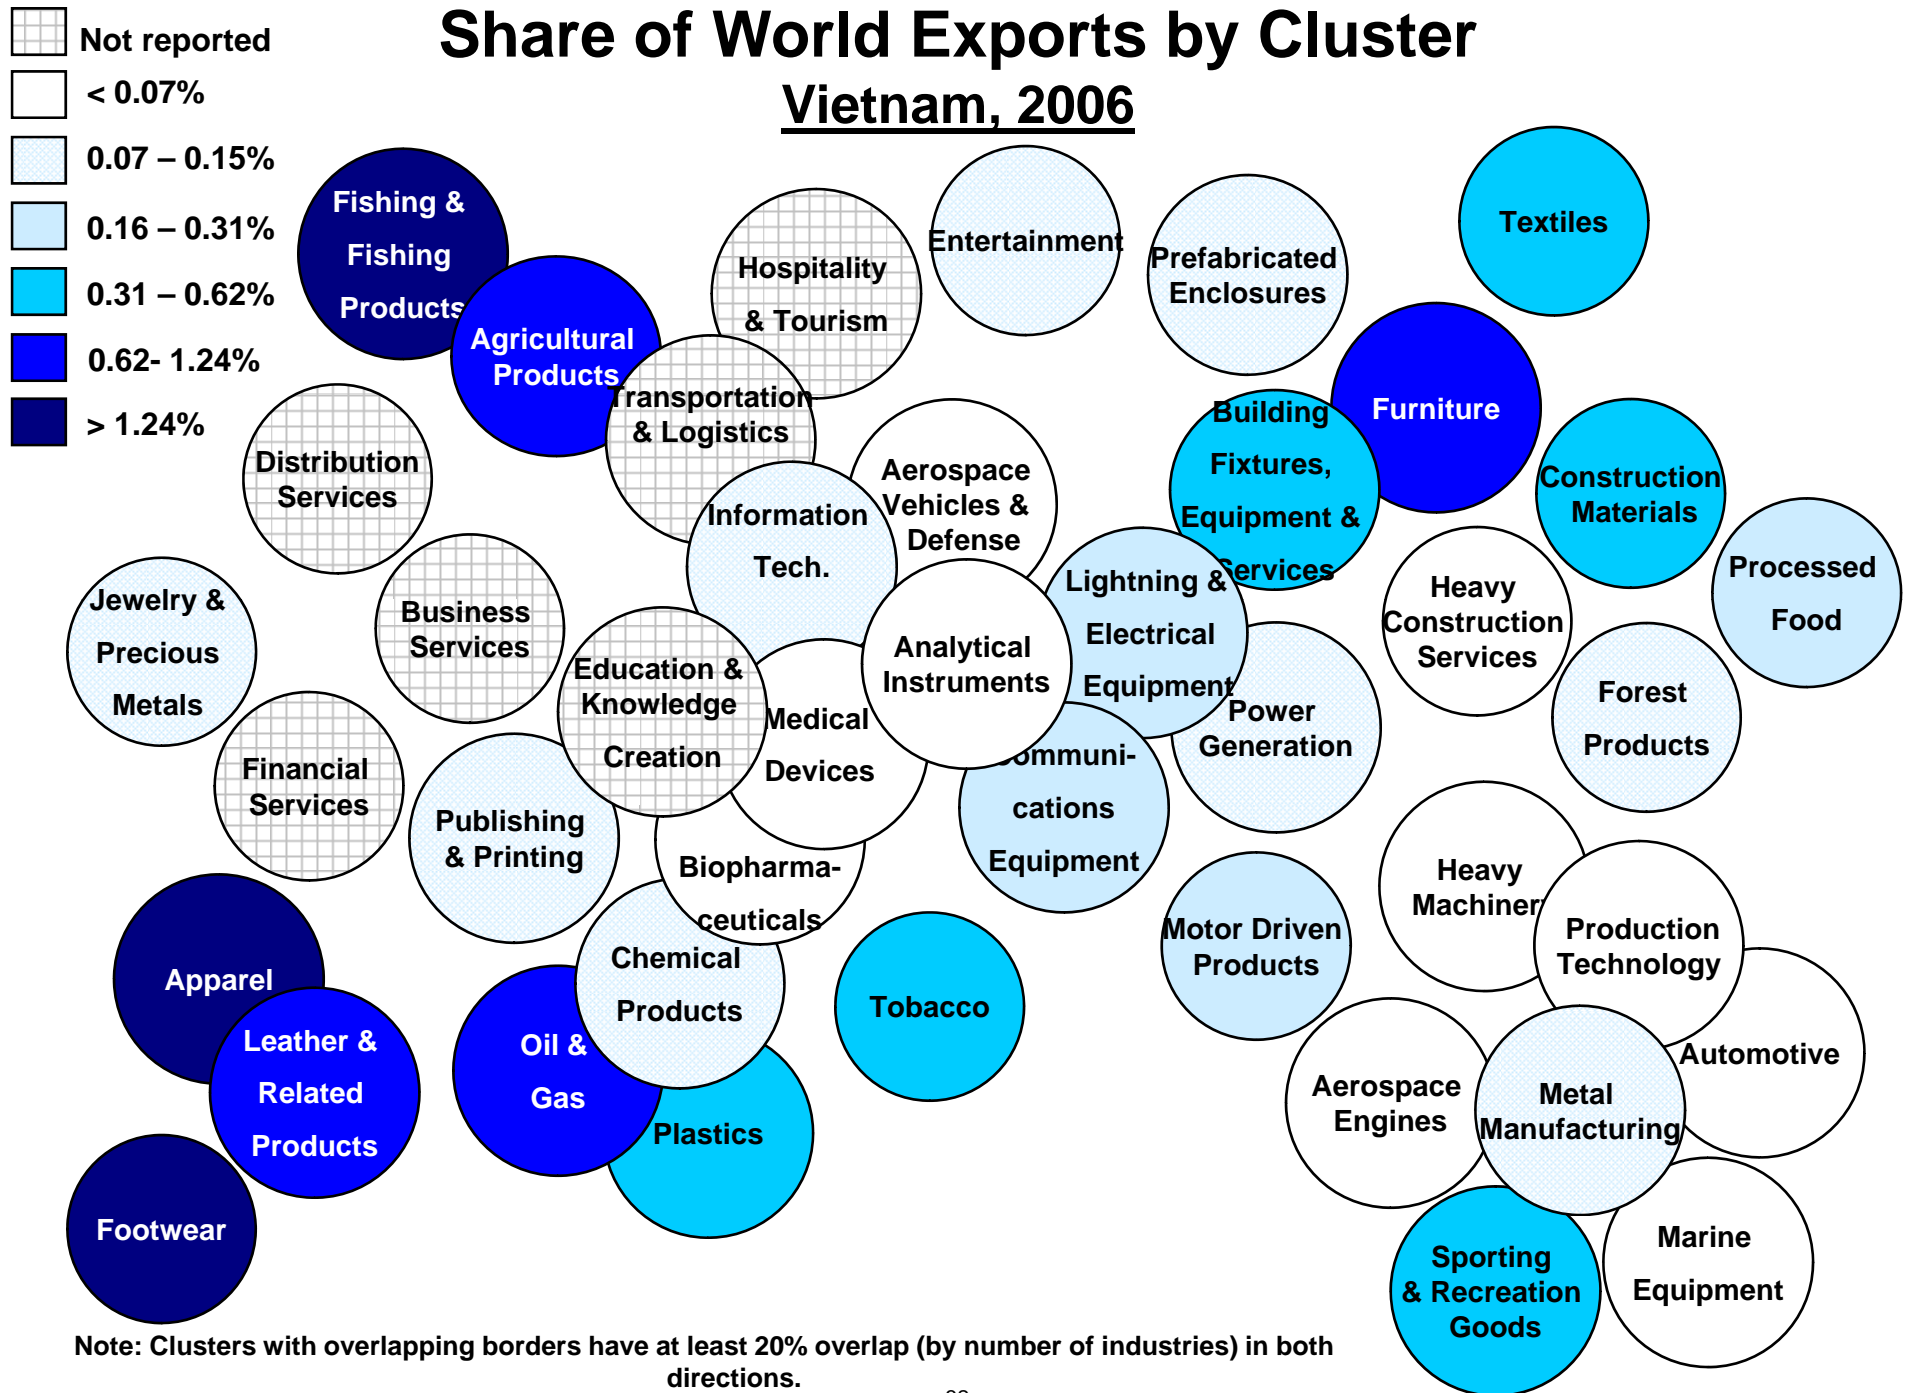 Share of World Exports by Cluster
Vietnam, 2006
Not reported
< 0.07%
0.07 – 0.15%
0.16 – 0.31%
0.31 – 0.62%
0.62- 1.24%
> 1.24%
Fishing &
Fishing
Products
Agricultural
Products
Hospitality
& Tourism
Transportation
& Logistics
Entertainment
Prefabricated
Enclosures
Textiles
Furniture
Building
Fixtures,
Equipment &
Services
Construction
Materials
Processed
Food
Distribution
Services
Information
Tech.
Aerospace
Vehicles &
Defense
Lightning &
Electrical
Equipment
Heavy
Construction
Services
Jewelry &
Precious
Metals
Business
Services
Education &
Knowledge
Creation
Analytical
Instruments
Medical
Devices
Power
Generation
Forest
Products
Financial
Services
Publishing
& Printing
Biopharma-
ceuticals
Communi-
cations
Equipment
Heavy
Machinery
Motor Driven
Products
Production
Technology
Apparel
Chemical
Products
Tobacco
Automotive
Leather &
Related
Products
Oil &
Gas
Plastics
Aerospace
Engines
Metal
Manufacturing
Footwear
Sporting
& Recreation
Goods
Marine
Equipment
Note: Clusters with overlapping borders have at least 20% overlap (by number of industries) in both
directions.